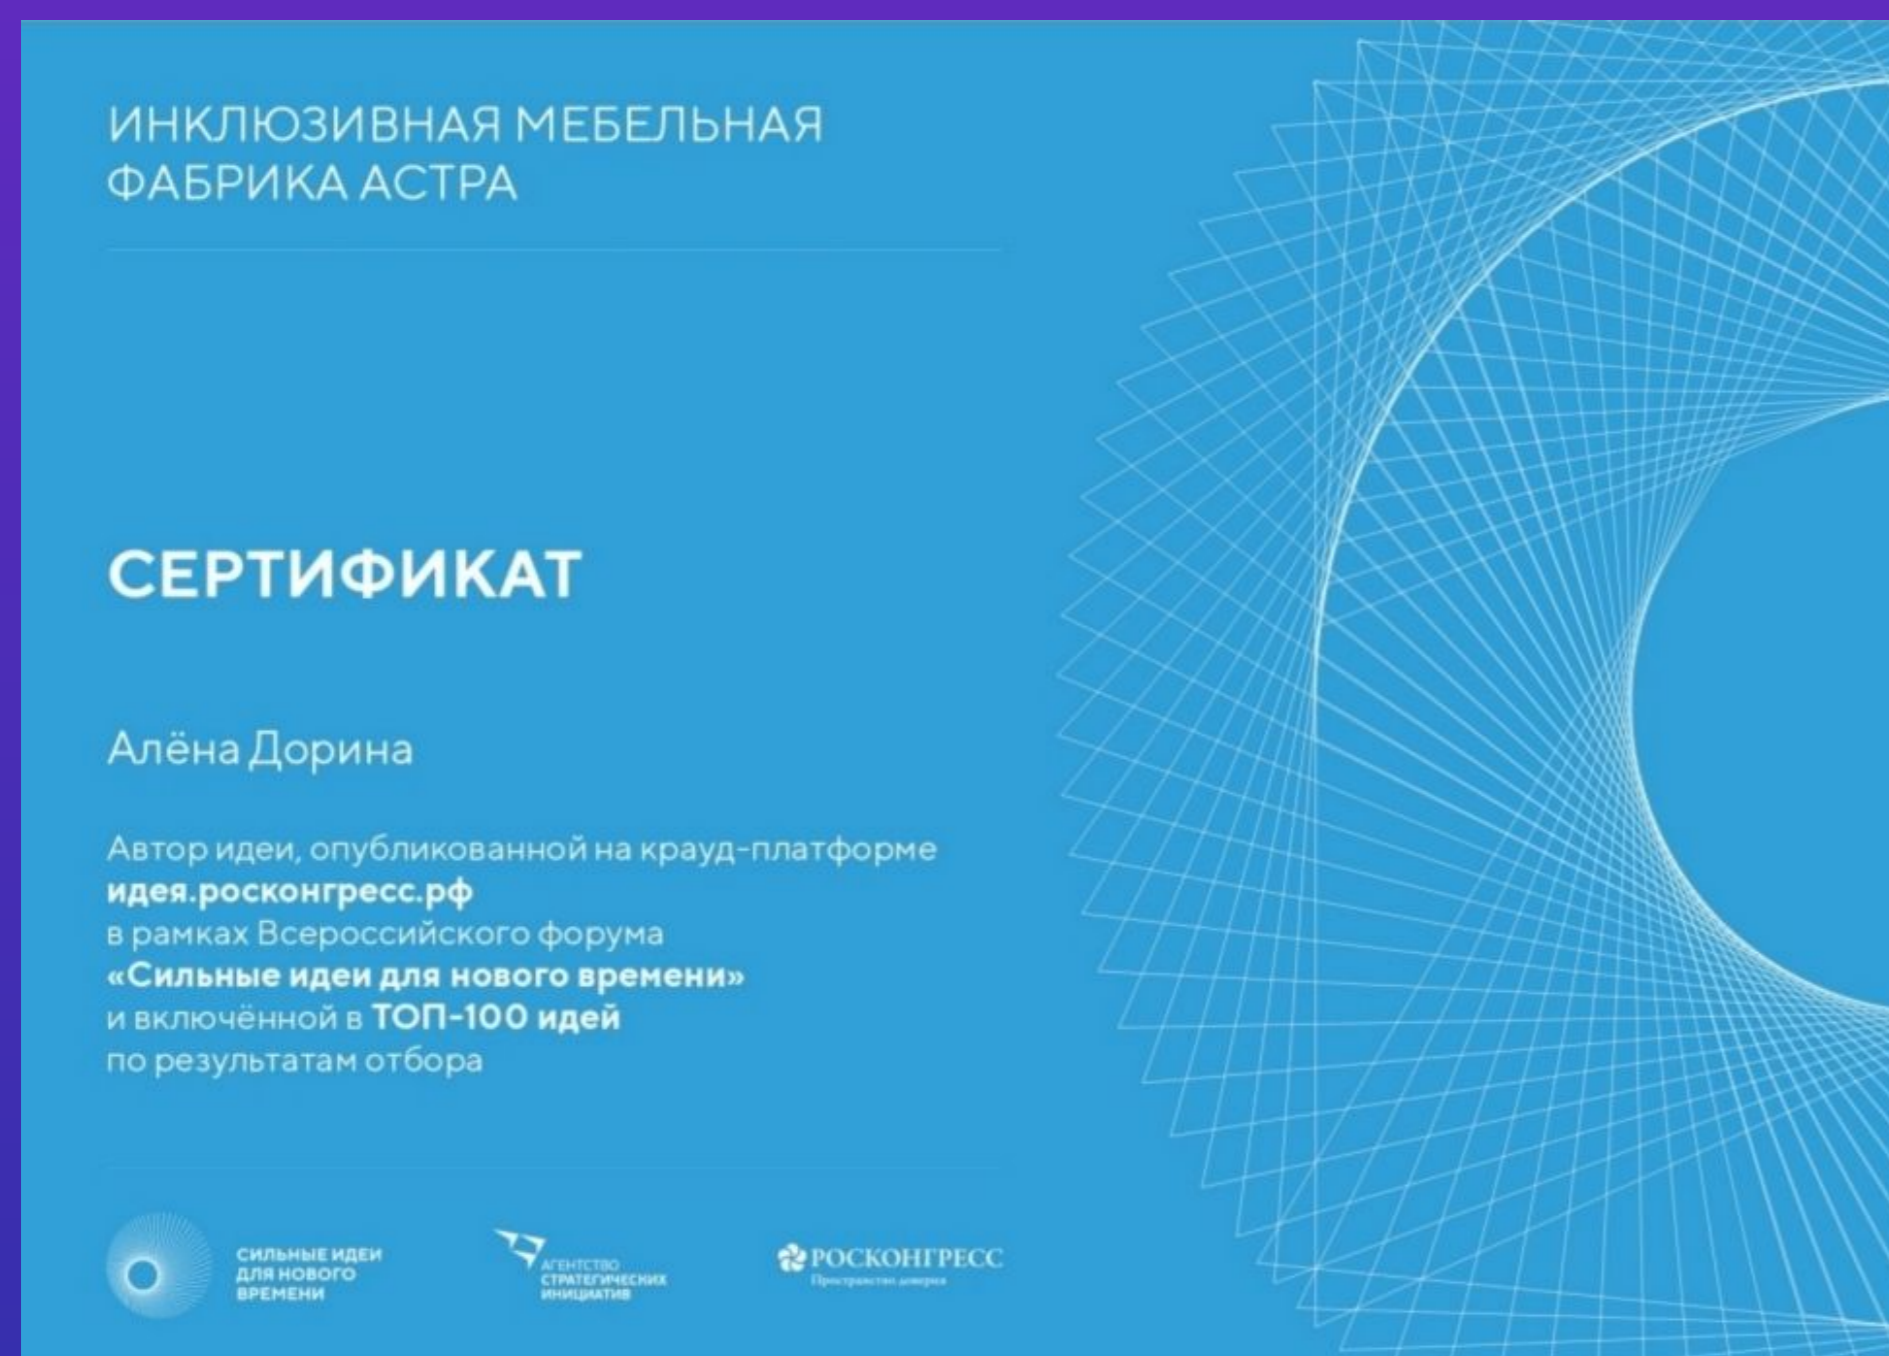 ИНКЛЮЗИВНАЯ МЕБЕЛЬНАЯ
ФАБРИКА АСТРА
СЕРТИФИКАТ
Алёна Дорина
Автор идеи, опубликованной на крауд-платформе
идея.росконгресс.рф
в рамках Всероссийского форума
«Сильные идеи для нового времени»
и включённой в ТОП-100 идей
по результатам отбора
СИЛЬНЫЕ ИДЕИ
ДЛЯ НОВОГО
ВРЕМЕНИ
АГЕНТСТВО
СТРАТЕГИЧЕСКИХ
ИНИЦИАТИВ
РОСКОНГРЕСС
Пространство доверия